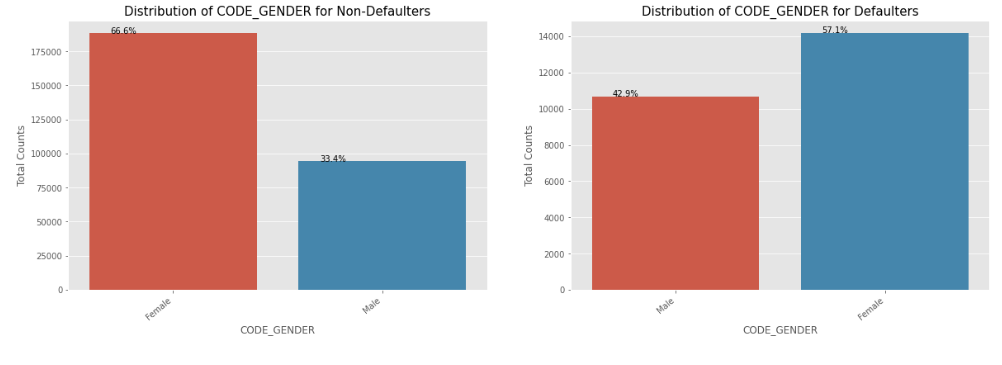 Distribution of CODE_GENDER for Non-Defaulters
66.6%
33.4%
175000
150000
125000
100000
75000
50000
25000
0
Total Counts
Female
Male
CODE_GENDER
Distribution of CODE_GENDER for Defaulters
57.1%
42.9%
14000
12000
10000
8000
6000
4000
2000
0
Total Counts
Male
Female
CODE_GENDER